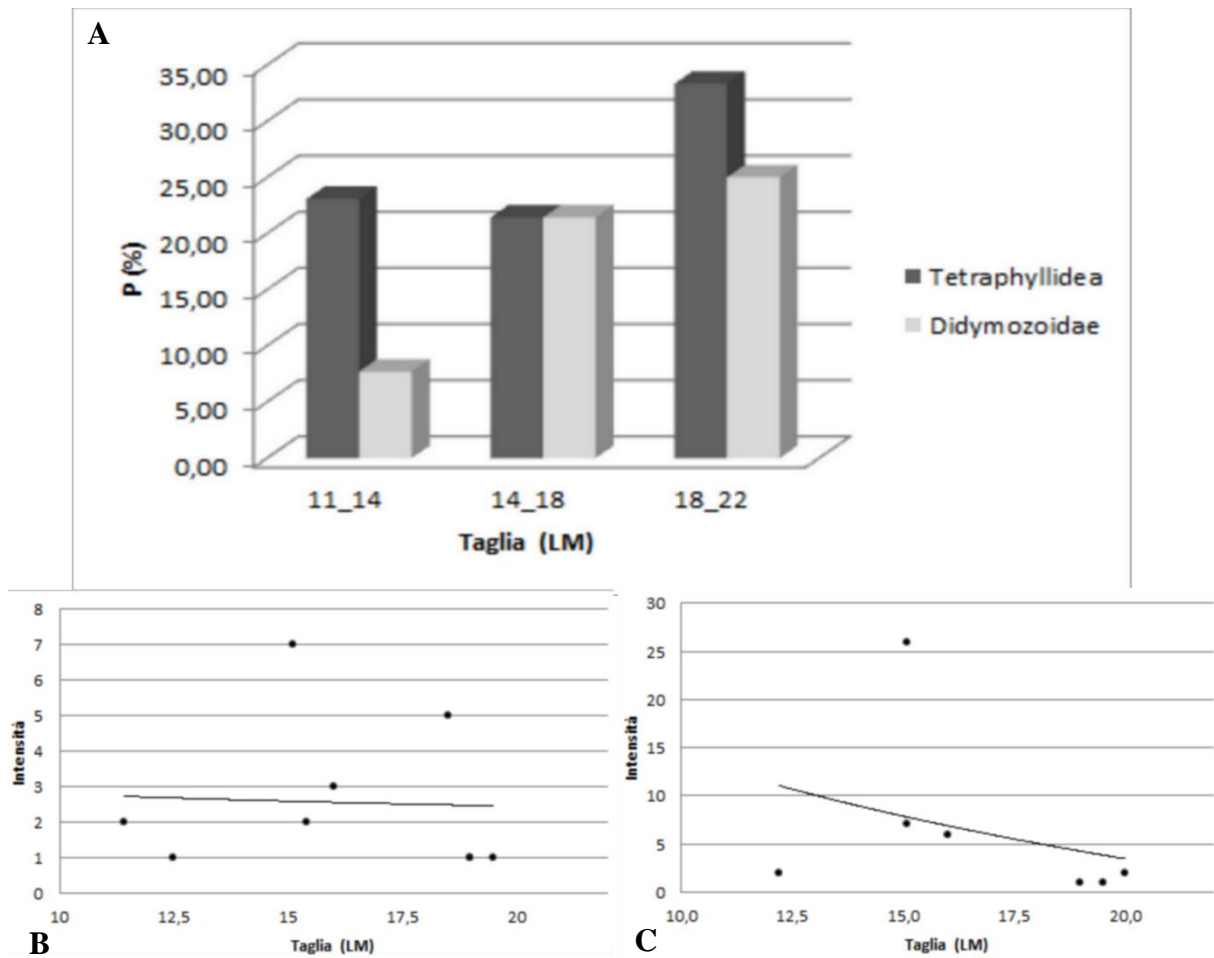 A
35,00
30,00
25,00
20,00
15,00
10,00
5,00
0,00
P (%)
11_14 14_18 18_22
Taglia (LM)
Tetraphyllidea
Didymozoidae
8
7
6
5
4
3
2
1
0
Intensità
10 12,5 15 17,5 20
Taglia (LM)
B
30
25
20
15
10
5
0
Intensità
10,0 12,5 15,0 17,5 20,0
Taglia (LM)
C